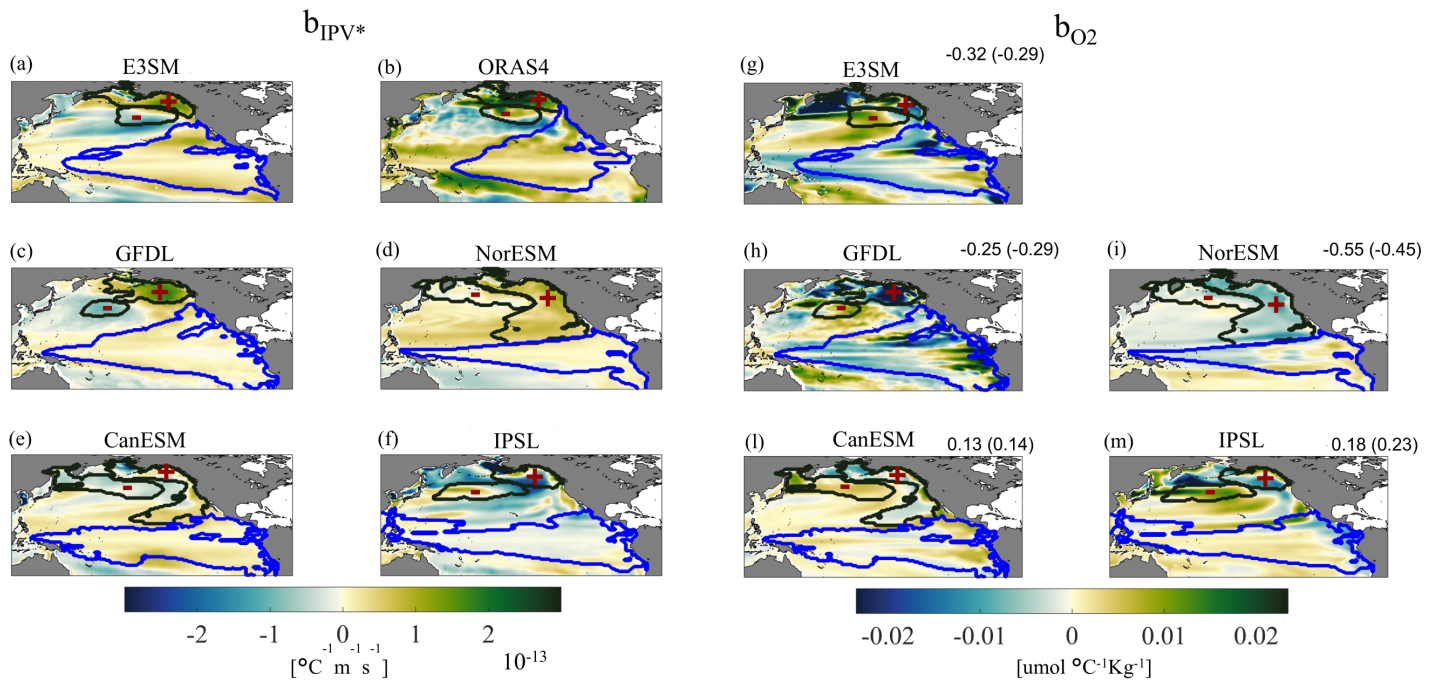 b_IPV* b_O2
(a) E3SM (b) ORAS4 (g) E3SM -0.32 (-0.29)
+ + +
- - -
(c) GFDL (d) NorESM (h) GFDL -0.25 (-0.29) (i) NorESM -0.55 (-0.45)
+ - + + - +
- -
(e) CanESM (f) IPSL (l) CanESM 0.13 (0.14) (m) IPSL 0.18 (0.23)
+ + + +
- - - -
-2 -1 0 1 2 -0.02 -0.01 0 0.01 0.02
[°C⁻¹ m⁻¹ s⁻¹] 10⁻¹³ [umol °C⁻¹Kg⁻¹]